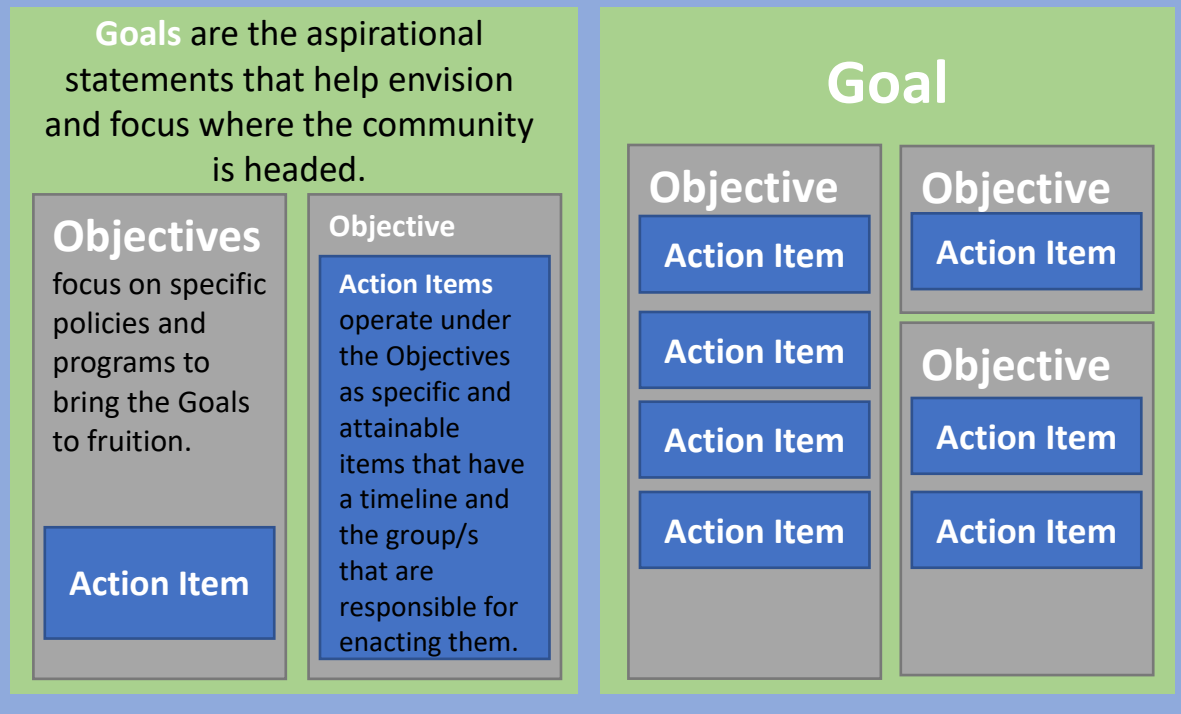 Goals are the aspirational
statements that help envision
and focus where the community
is headed.
Objectives
focus on specific
policies and
programs to
bring the Goals
to fruition.
Action Item
Objective
Action Items
operate under
the Objectives
as specific and
attainable
items that have
a timeline and
the group/s
that are
responsible for
enacting them.
Goal
Objective
Action Item
Action Item
Action Item
Action Item
Objective
Action Item
Objective
Action Item
Action Item